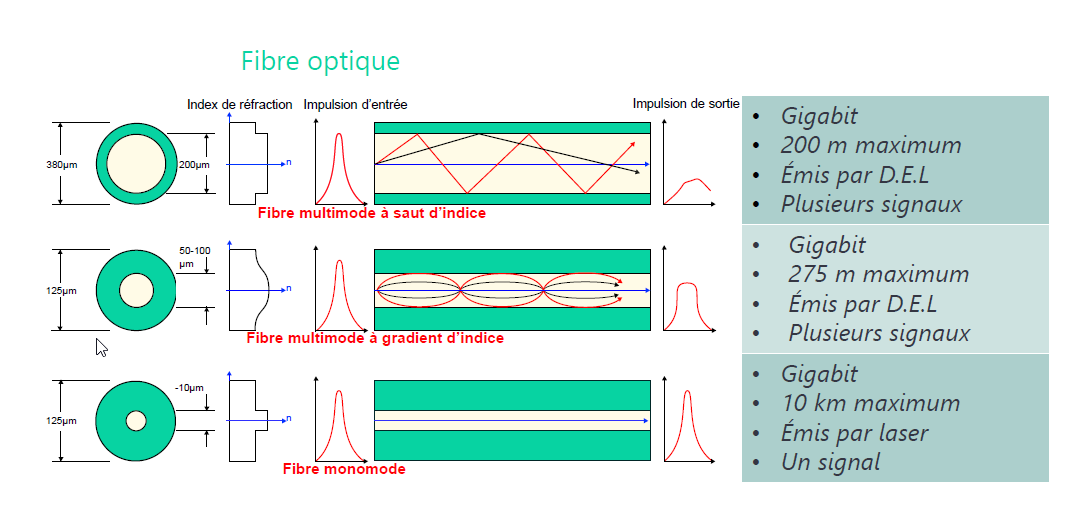 Fibre optique
Index de réfraction
Impulsion d'entrée
Impulsion de sortie
380µm
200µm
n
Fibre multimode à saut d'indice
• Gigabit
• 200 m maximum
• Émis par D.E.L
• Plusieurs signaux
50-100
µm
125µm
n
Fibre multimode à gradient d'indice
• Gigabit
• 275 m maximum
• Émis par D.E.L
• Plusieurs signaux
-10µm
125µm
n
Fibre monomode
• Gigabit
• 10 km maximum
• Émis par laser
• Un signal